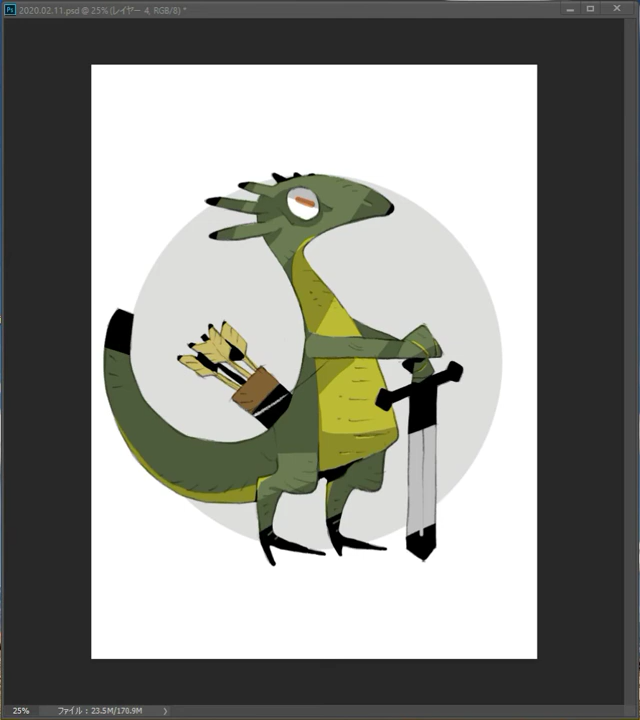 Ps 2020.02.11.psd @ 25% (レイヤー 4, RGB/8) *
25% ファイル : 23.5M/170.9M